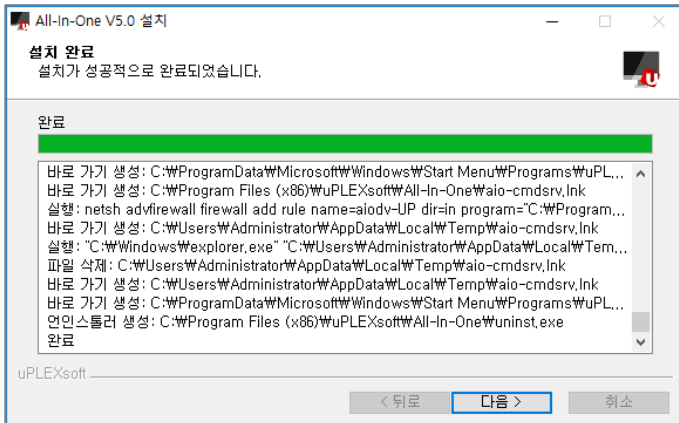 All-In-One V5.0 설치
설치 완료
설치가 성공적으로 완료되었습니다.
u
완료
바로 가기 생성: C:₩ProgramData₩Microsoft₩Windows₩Start Menu₩Programs₩uPL...
바로 가기 생성: C:₩Program Files (x86)₩uPLEXsoft₩All-In-One₩aio-cmdsrv.lnk
실행: netsh advfirewall firewall add rule name=aiodv-UP dir=in program="C:₩Program...
바로 가기 생성: C:₩Users₩Administrator₩AppData₩Local₩Temp₩aio-cmdsrv.lnk
실행: "C:₩Windows₩explorer.exe" "C:₩Users₩Administrator₩AppData₩Local₩Tem...
파일 삭제: C:₩Users₩Administrator₩AppData₩Local₩Temp₩aio-cmdsrv.lnk
바로 가기 생성: C:₩Users₩Administrator₩AppData₩Local₩Temp₩aio-cmdsrv.lnk
바로 가기 생성: C:₩ProgramData₩Microsoft₩Windows₩Start Menu₩Programs₩uPL...
언인스톨러 생성: C:₩Program Files (x86)₩uPLEXsoft₩All-In-One₩uninst.exe
완료
uPLEXsoft
< 뒤로 다음 > 취소